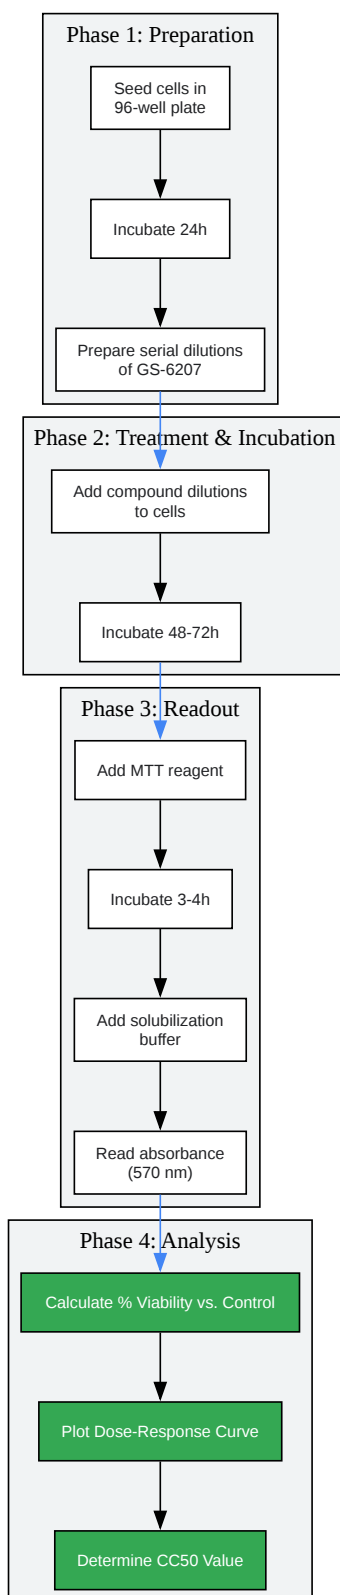 Phase 1: Preparation
Seed cells in
96-well plate
Incubate 24h
Prepare serial dilutions
of GS-6207
Phase 2: Treatment & Incubation
Add compound dilutions
to cells
Incubate 48-72h
Phase 3: Readout
Add MTT reagent
Incubate 3-4h
Add solubilization
buffer
Read absorbance
(570 nm)
Phase 4: Analysis
Calculate % Viability vs. Control
Plot Dose-Response Curve
Determine CC50 Value